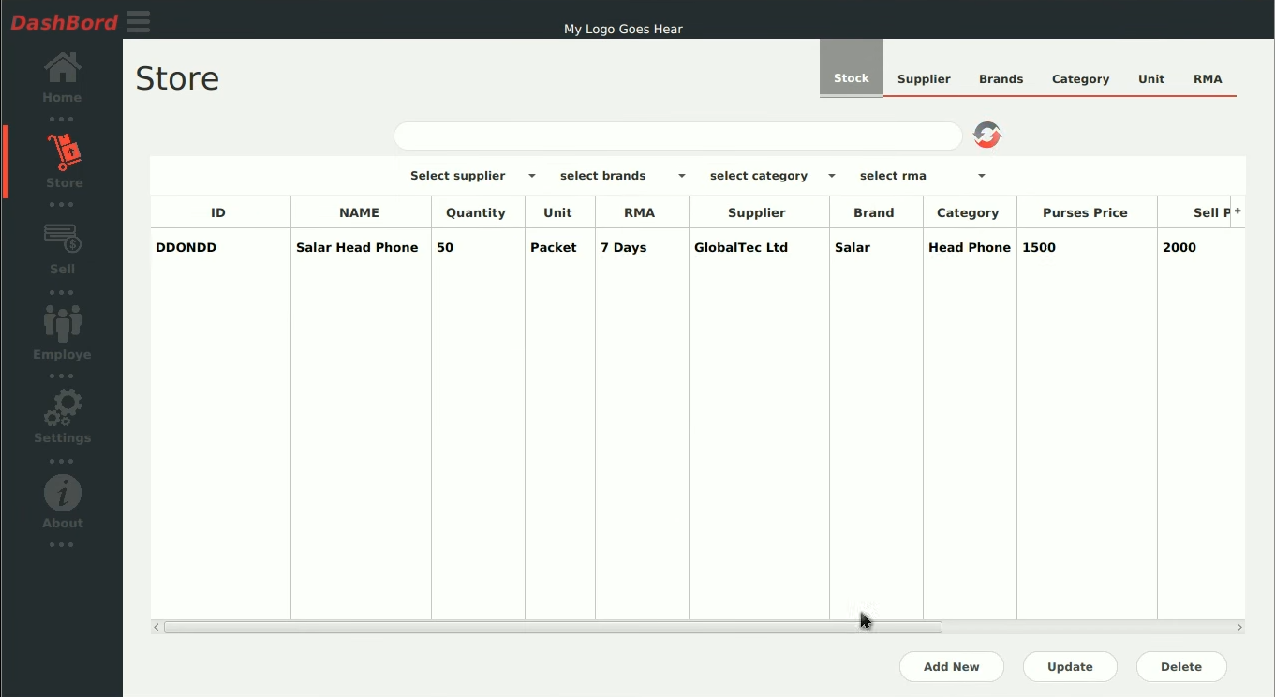 DashBord
My Logo Goes Hear
Store
Stock Supplier Brands Category Unit RMA
Home
Store
Sell
Employe
Settings
About
Select supplier select brands select category select rma
ID NAME Quantity Unit RMA Supplier Brand Category Purses Price Sell P +
DDONDD Salar Head Phone 50 Packet 7 Days GlobalTec Ltd Salar Head Phone 1500 2000
Add New Update Delete